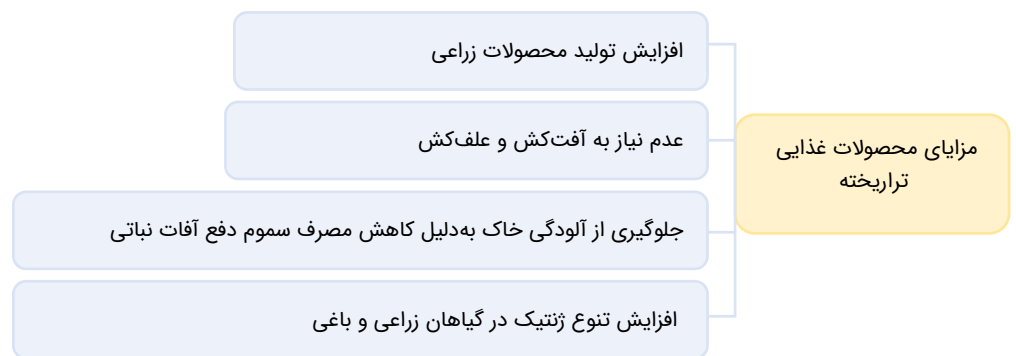 مزایای محصولات غذایی
تراریخته
افزایش تولید محصولات زراعی
عدم نیاز به آفت‌کش و علف‌کش
جلوگیری از آلودگی خاک به‌دلیل کاهش مصرف سموم دفع آفات نباتی
افزایش تنوع ژنتیک در گیاهان زراعی و باغی